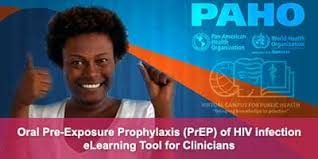 PAHO
Pan American
Health
Organization
World Health
Organization
Americas
VIRTUAL CAMPUS FOR PUBLIC HEALTH
Oral Pre-Exposure Prophylaxis (PrEP) of HIV infection
eLearning Tool for Clinicians